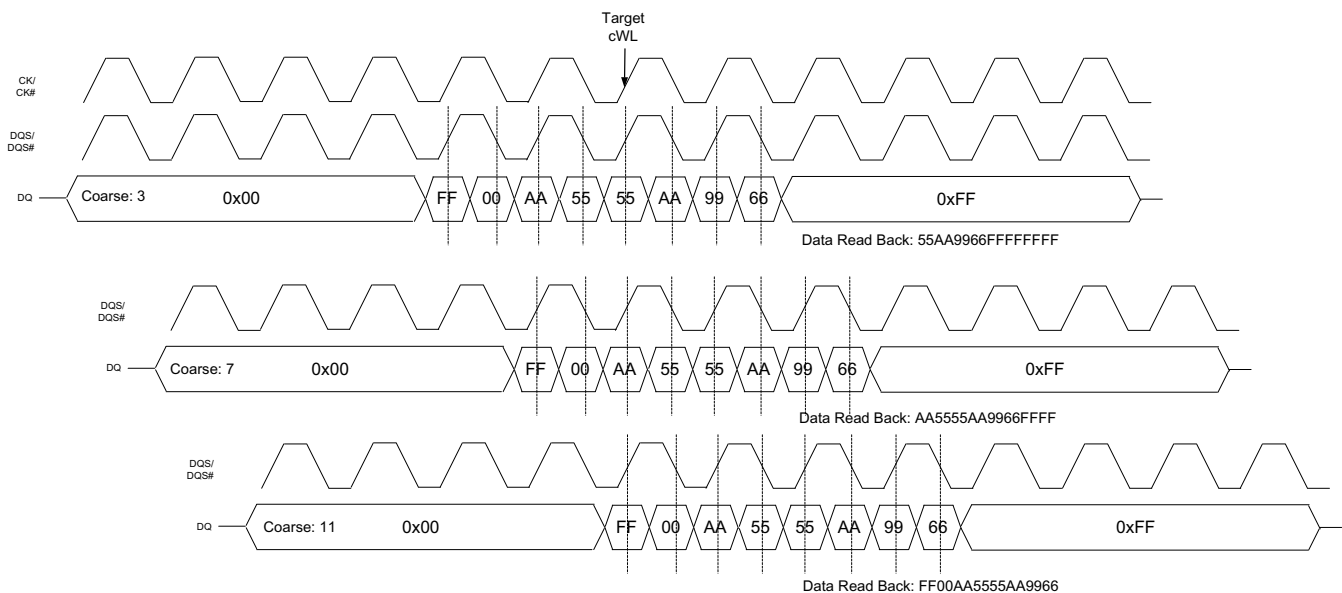 Target
cWL
CK/
CK#
DQS/
DQS#
DQ
Coarse: 3 0x00 FF 00 AA 55 55 AA 99 66 0xFF
Data Read Back: 55AA9966FFFFFFFF
DQS/
DQS#
DQ
Coarse: 7 0x00 FF 00 AA 55 55 AA 99 66 0xFF
Data Read Back: AA5555AA9966FFFF
DQS/
DQS#
DQ
Coarse: 11 0x00 FF 00 AA 55 55 AA 99 66 0xFF
Data Read Back: FF00AA5555AA9966